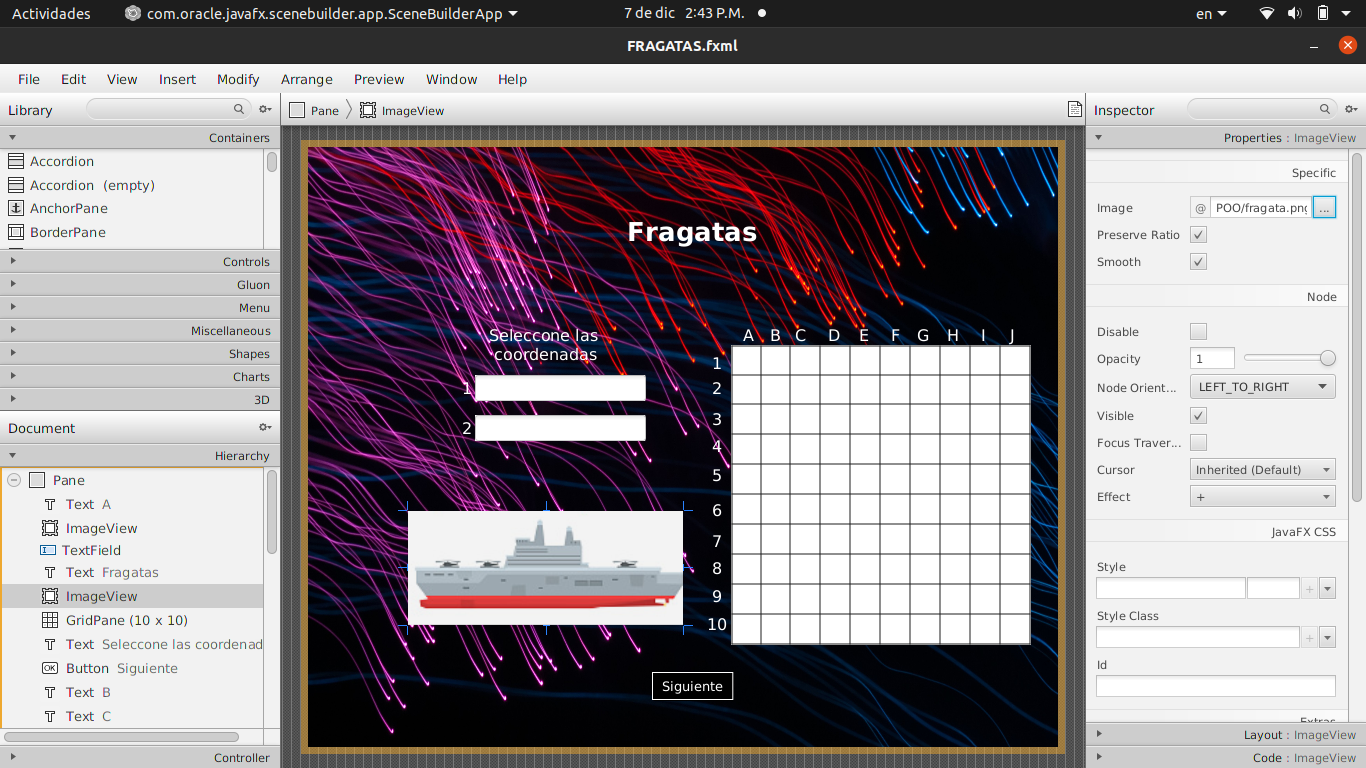 Actividades com.oracle.javafx.scenebuilder.app.SceneBuilderApp 7 de dic 2:43 P.M. en
FRAGATAS.fxml
File Edit View Insert Modify Arrange Preview Window Help
Library
Containers
Accordion
Accordion (empty)
AnchorPane
BorderPane
Controls
Gluon
Menu
Miscellaneous
Shapes
Charts
3D
Document
Hierarchy
Pane
Text A
ImageView
TextField
Text Fragatas
ImageView
GridPane (10 x 10)
Text Seleccone las coordenad
OK Button Siguiente
Text B
Text C
Controller
Pane ImageView
Fragatas
Seleccone las
coordenadas
1
2
A B C D E F G H I J
1
2
3
4
5
6
7
8
9
10
Siguiente
Inspector
Properties : ImageView
Specific
Image @ POO/fragata.png ...
Preserve Ratio
Smooth
Node
Disable
Opacity 1
Node Orient... LEFT_TO_RIGHT
Visible
Focus Traver...
Cursor Inherited (Default)
Effect +
JavaFX CSS
Style
+
Style Class
+
Id
Extras
Layout : ImageView
Code : ImageView